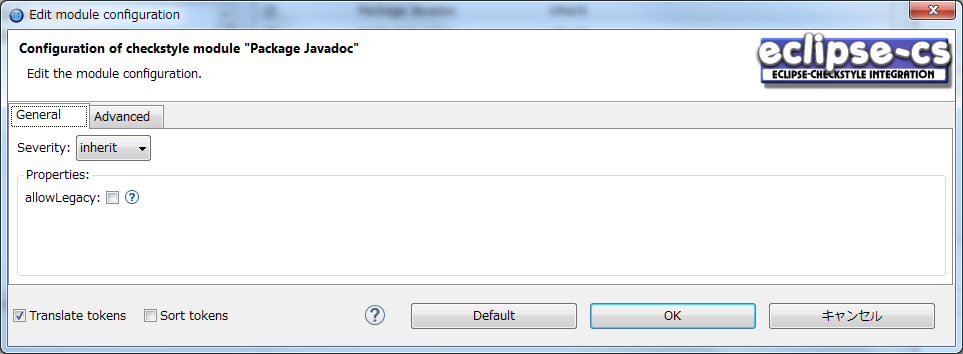 Edit module configuration
Configuration of checkstyle module "Package Javadoc"
Edit the module configuration.
eclipse-cs
ECLIPSE-CHECKSTYLE INTEGRATION
General
Advanced
Severity: inherit
Properties:
allowLegacy:
Translate tokens
Sort tokens
Default
OK
キャンセル